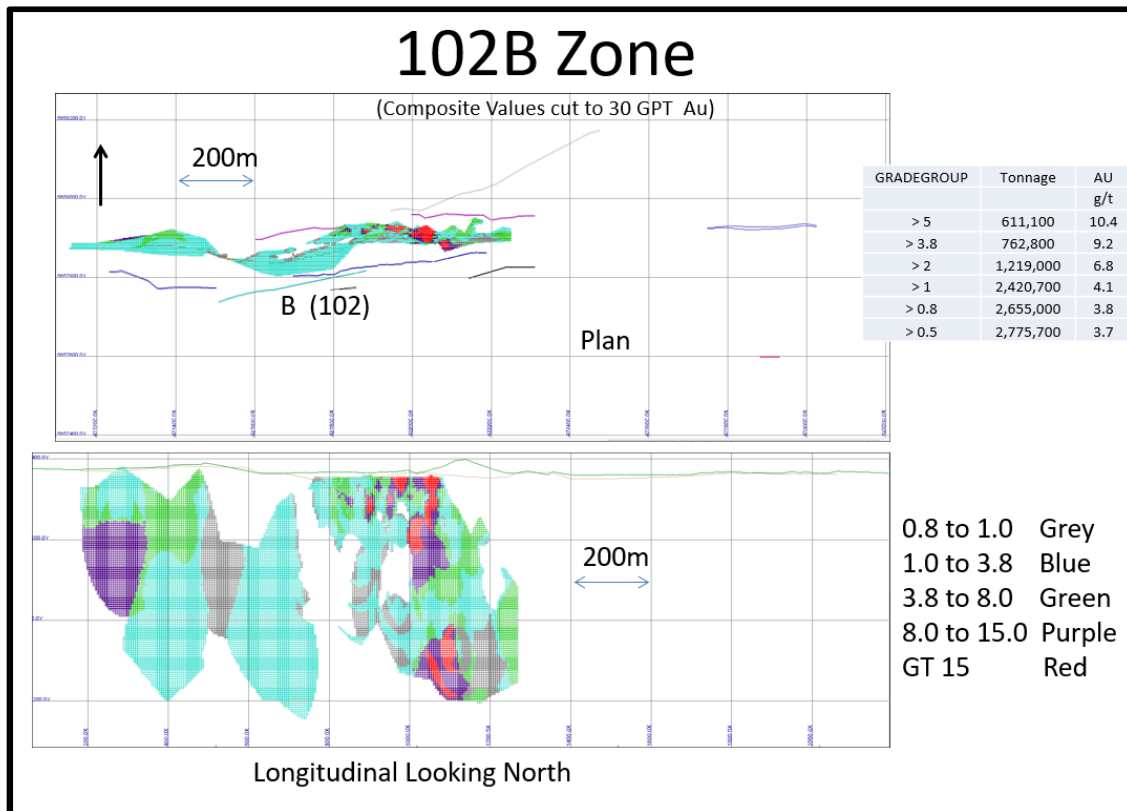 102B Zone
(Composite Values cut to 30 GPT Au)
200m
B (102)
Plan
GRADEGROUP Tonnage AU
g/t
> 5 611,100 10.4
> 3.8 762,800 9.2
> 2 1,219,000 6.8
> 1 2,420,700 4.1
> 0.8 2,655,000 3.8
> 0.5 2,775,700 3.7
200m
0.8 to 1.0 Grey
1.0 to 3.8 Blue
3.8 to 8.0 Green
8.0 to 15.0 Purple
GT 15 Red
Longitudinal Looking North